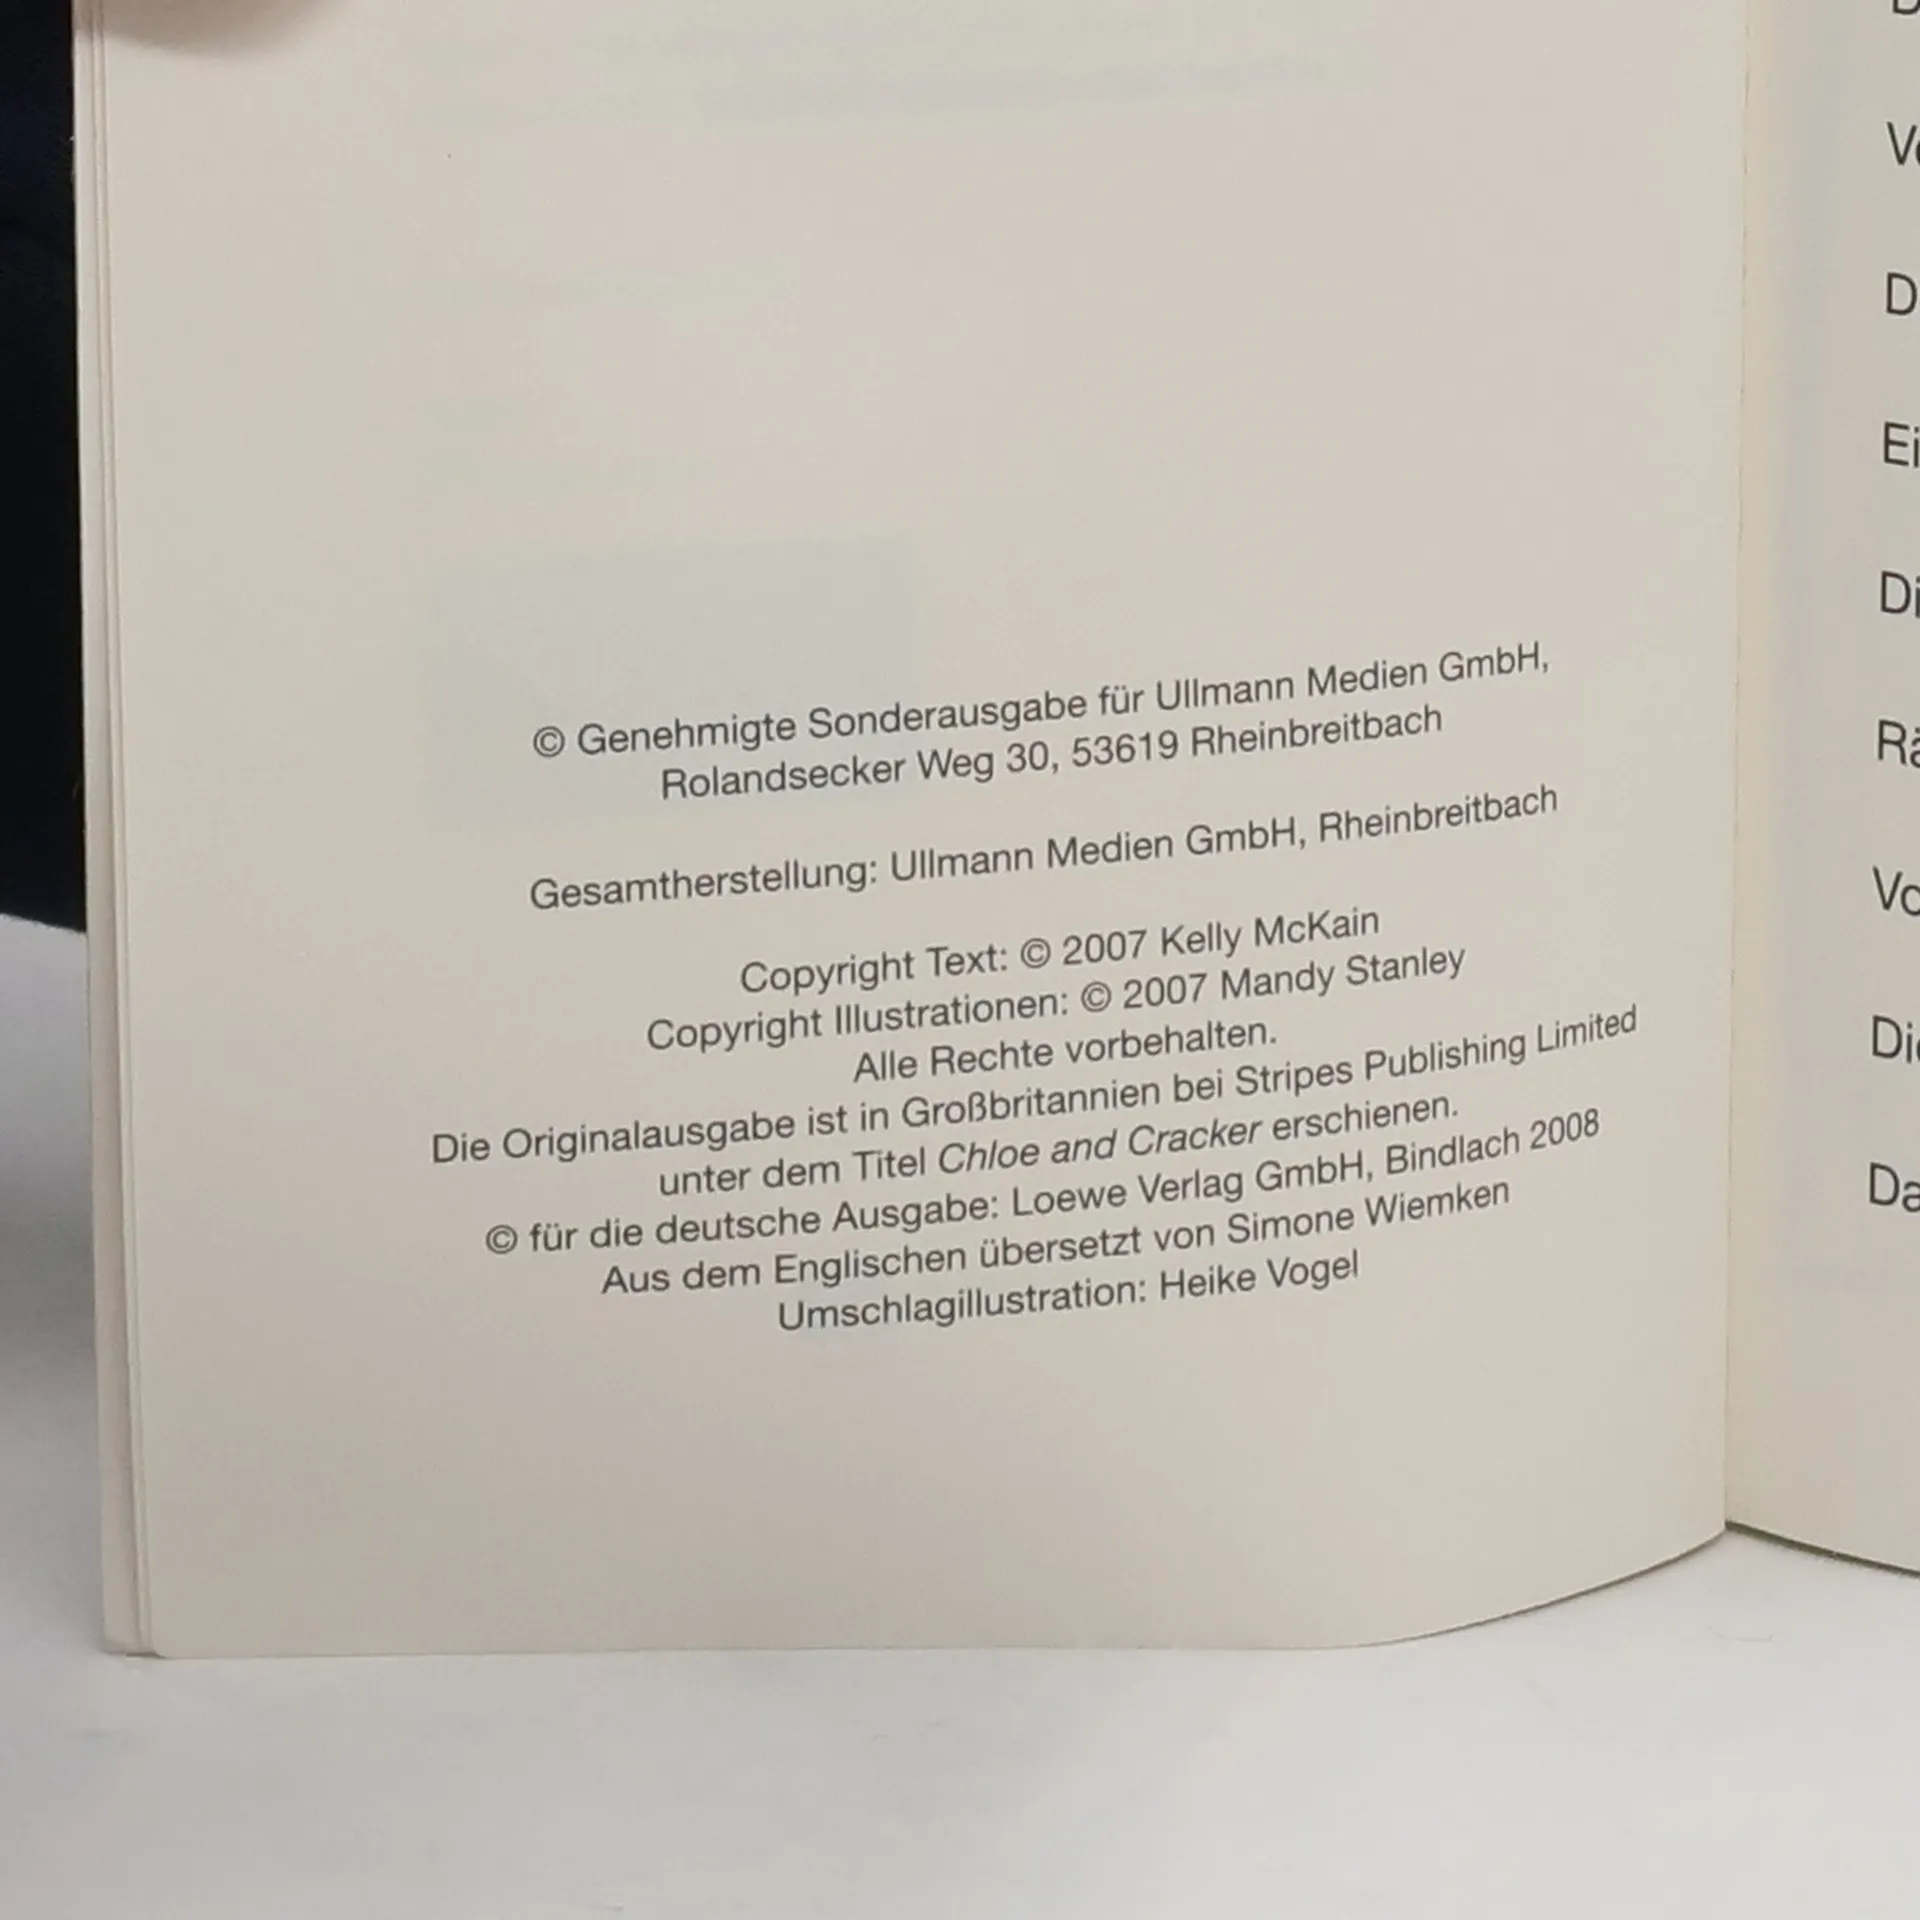 © Genehmigte Sonderausgabe für Ullmann Medien GmbH,
Rolandsecker Weg 30, 53619 Rheinbreitbach
Gesamtherstellung: Ullmann Medien GmbH, Rheinbreitbach
Copyright Text: © 2007 Kelly McKain
Copyright Illustrationen: © 2007 Mandy Stanley
Alle Rechte vorbehalten.
Die Originalausgabe ist in Großbritannien bei Stripes Publishing Limited
unter dem Titel Chloe and Cracker erschienen.
© für die deutsche Ausgabe: Loewe Verlag GmbH, Bindlach 2008
Aus dem Englischen übersetzt von Simone Wiemken
Umschlagillustration: Heike Vogel